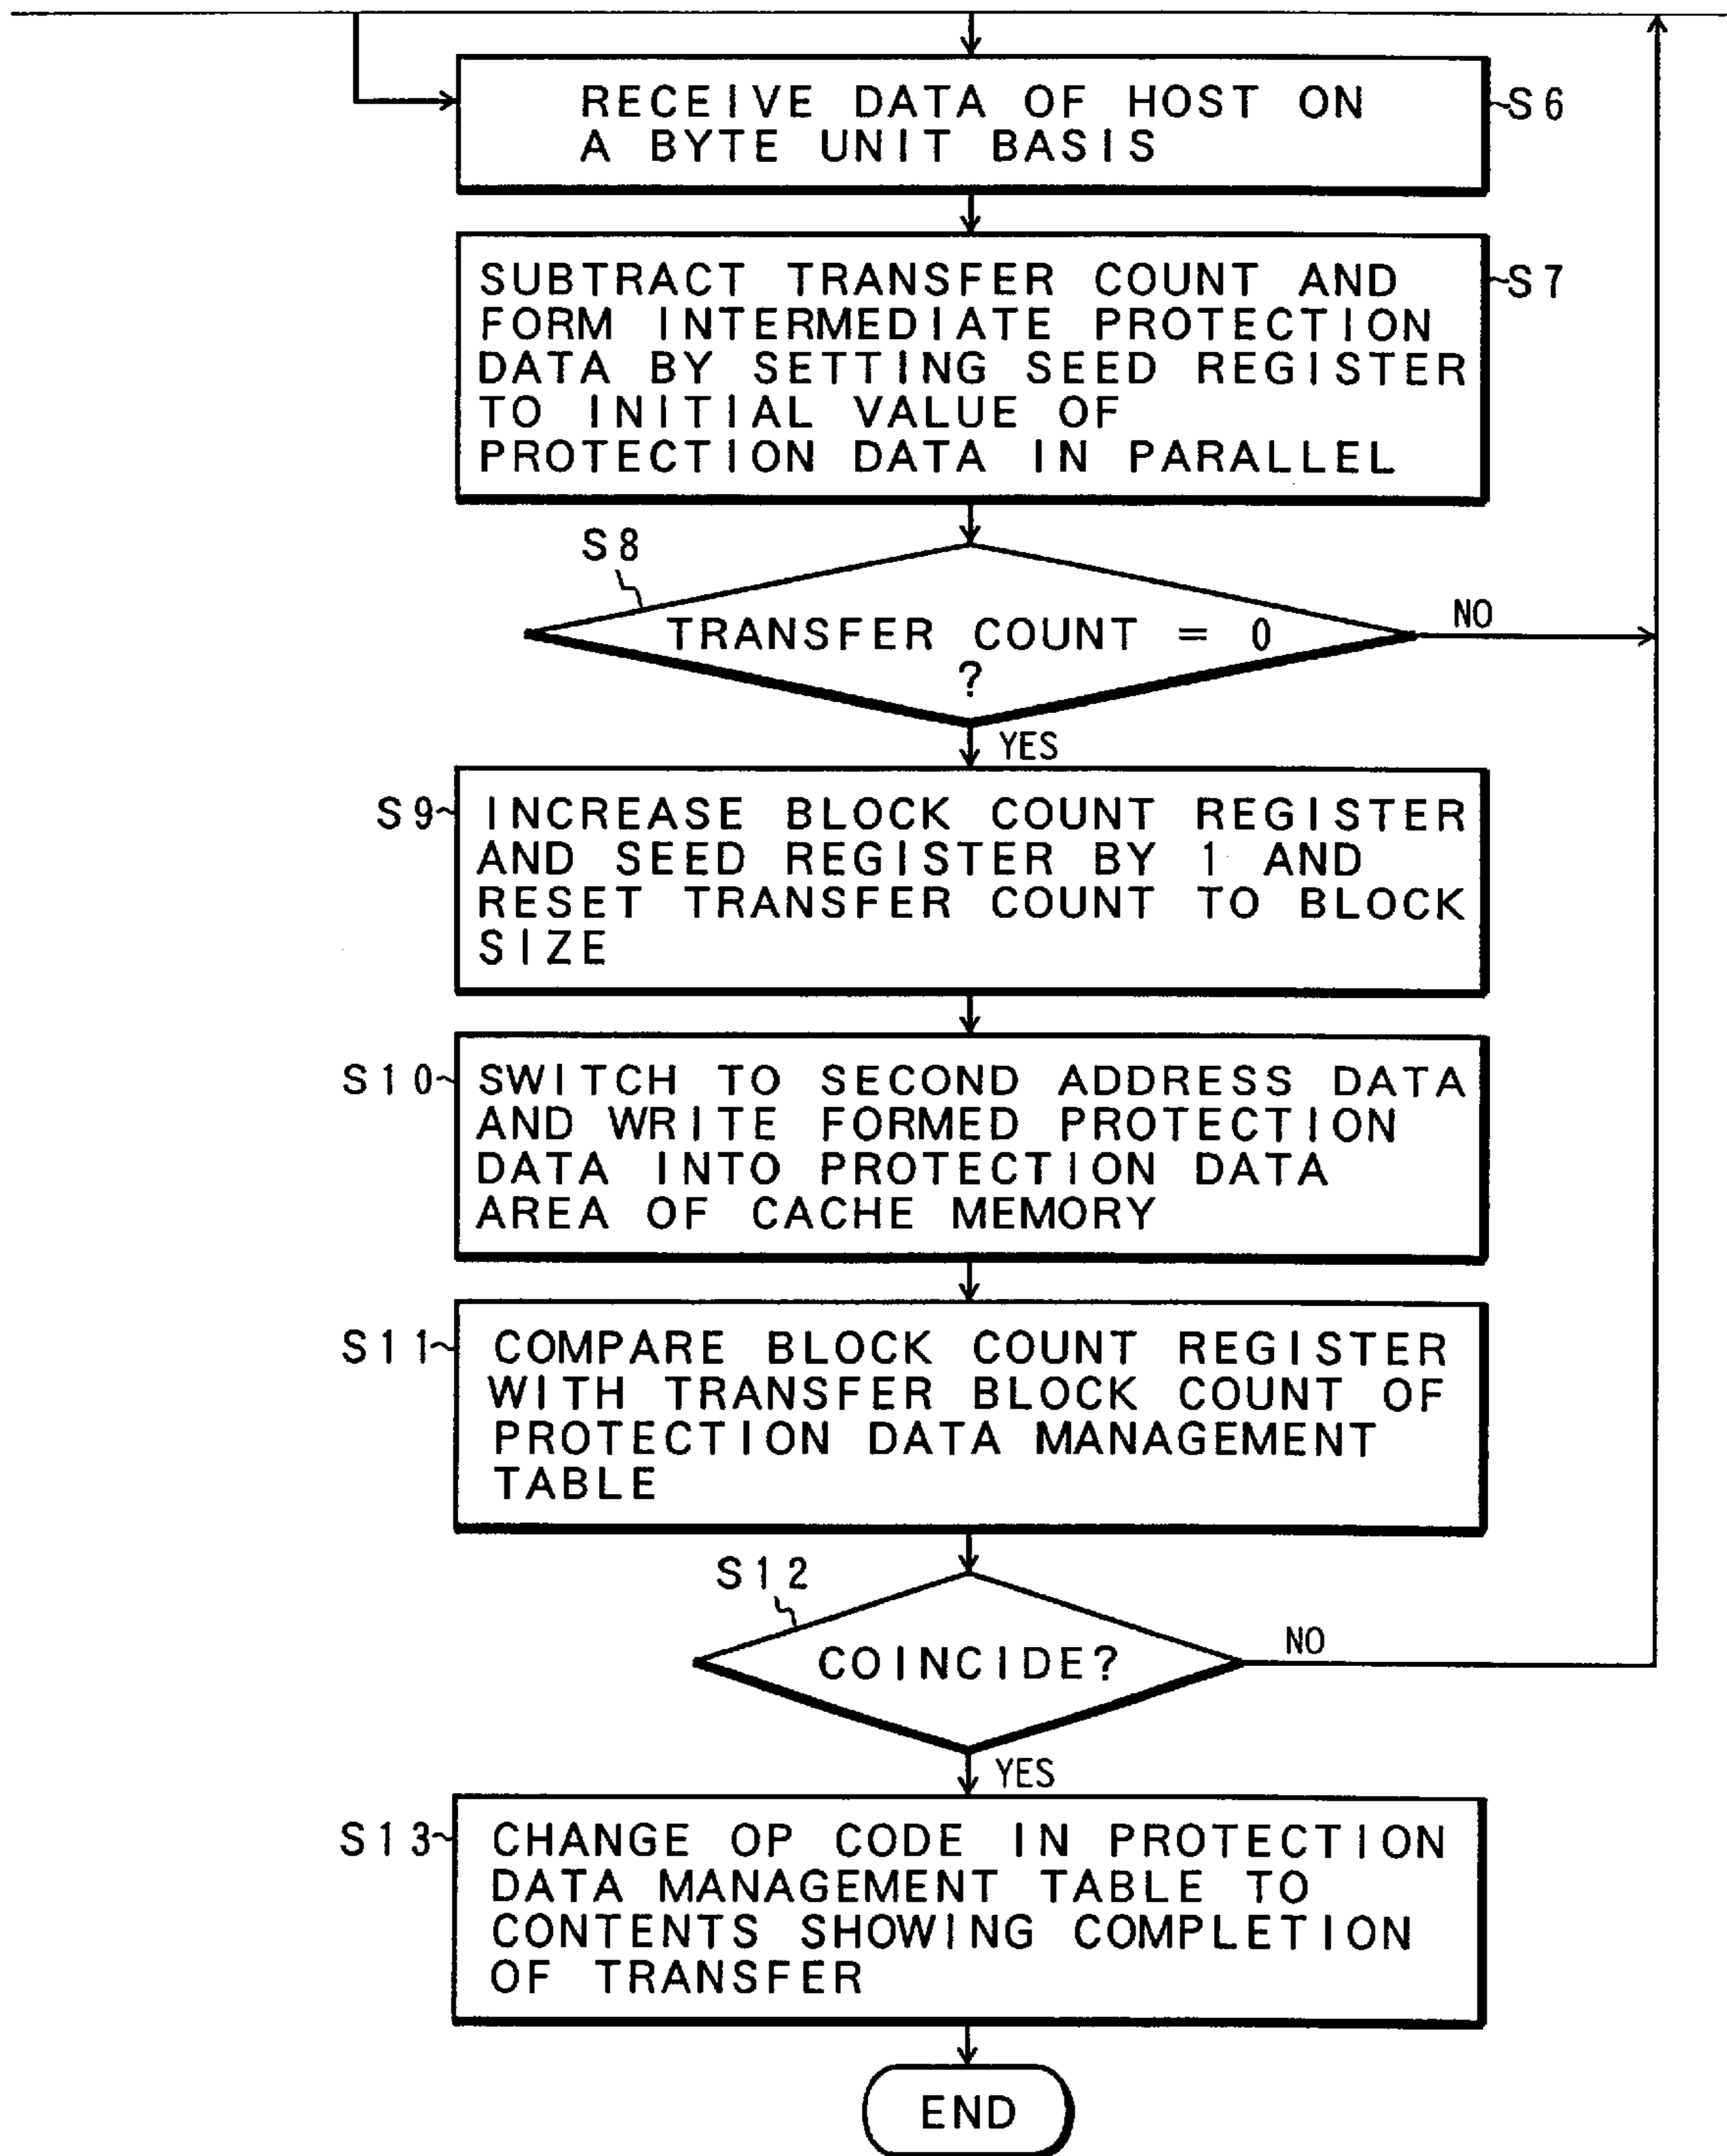 RECEIVE DATA OF HOST ON
A BYTE UNIT BASIS
S6
SUBTRACT TRANSFER COUNT AND
FORM INTERMEDIATE PROTECTION
DATA BY SETTING SEED REGISTER
TO INITIAL VALUE OF
PROTECTION DATA IN PARALLEL
S7
S8
TRANSFER COUNT = 0
?
NO
YES
S9
INCREASE BLOCK COUNT REGISTER
AND SEED REGISTER BY 1 AND
RESET TRANSFER COUNT TO BLOCK
SIZE
S10
SWITCH TO SECOND ADDRESS DATA
AND WRITE FORMED PROTECTION
DATA INTO PROTECTION DATA
AREA OF CACHE MEMORY
S11
COMPARE BLOCK COUNT REGISTER
WITH TRANSFER BLOCK COUNT OF
PROTECTION DATA MANAGEMENT
TABLE
S12
COINCIDE?
NO
YES
S13
CHANGE OP CODE IN PROTECTION
DATA MANAGEMENT TABLE TO
CONTENTS SHOWING COMPLETION
OF TRANSFER
END